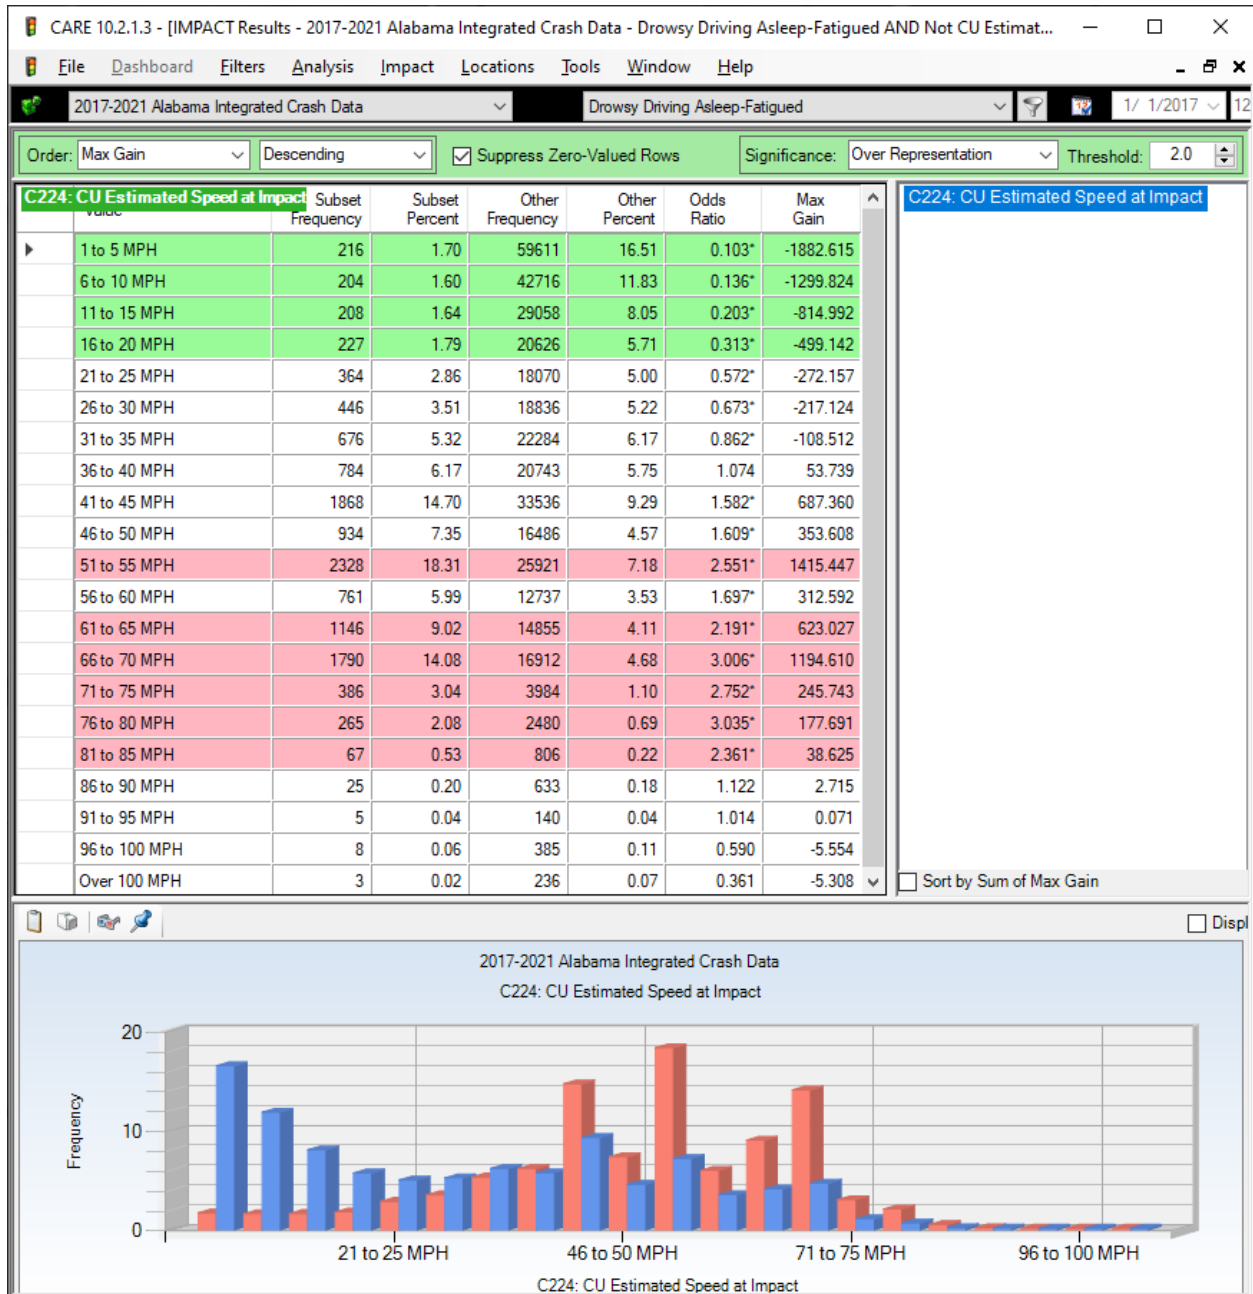 CARE 10.2.1.3 - [IMPACT Results - 2017-2021 Alabama Integrated Crash Data - Drowsy Driving Asleep-Fatigued AND Not CU Estimat...
File Dashboard Filters Analysis Impact Locations Tools Window Help
2017-2021 Alabama Integrated Crash Data Drowsy Driving Asleep-Fatigued 1/ 1/2017 12
Order: Max Gain Descending Suppress Zero-Valued Rows Significance: Over Representation Threshold: 2.0
C224: CU Estimated Speed at Impact Subset Frequency Subset Percent Other Frequency Other Percent Odds Ratio Max Gain
C224: CU Estimated Speed at Impact
1 to 5 MPH 216 1.70 59611 16.51 0.103* -1882.615
6 to 10 MPH 204 1.60 42716 11.83 0.136* -1299.824
11 to 15 MPH 208 1.64 29058 8.05 0.203* -814.992
16 to 20 MPH 227 1.79 20626 5.71 0.313* -499.142
21 to 25 MPH 364 2.86 18070 5.00 0.572* -272.157
26 to 30 MPH 446 3.51 18836 5.22 0.673* -217.124
31 to 35 MPH 676 5.32 22284 6.17 0.862* -108.512
36 to 40 MPH 784 6.17 20743 5.75 1.074 53.739
41 to 45 MPH 1868 14.70 33536 9.29 1.582* 687.360
46 to 50 MPH 934 7.35 16486 4.57 1.609* 353.608
51 to 55 MPH 2328 18.31 25921 7.18 2.551* 1415.447
56 to 60 MPH 761 5.99 12737 3.53 1.697* 312.592
61 to 65 MPH 1146 9.02 14855 4.11 2.191* 623.027
66 to 70 MPH 1790 14.08 16912 4.68 3.006* 1194.610
71 to 75 MPH 386 3.04 3984 1.10 2.752* 245.743
76 to 80 MPH 265 2.08 2480 0.69 3.035* 177.691
81 to 85 MPH 67 0.53 806 0.22 2.361* 38.625
86 to 90 MPH 25 0.20 633 0.18 1.122 2.715
91 to 95 MPH 5 0.04 140 0.04 1.014 0.071
96 to 100 MPH 8 0.06 385 0.11 0.590 -5.554
Over 100 MPH 3 0.02 236 0.07 0.361 -5.308
Sort by Sum of Max Gain
Displ
2017-2021 Alabama Integrated Crash Data
C224: CU Estimated Speed at Impact
20
10
0
Frequency
21 to 25 MPH 46 to 50 MPH 71 to 75 MPH 96 to 100 MPH
C224: CU Estimated Speed at Impact